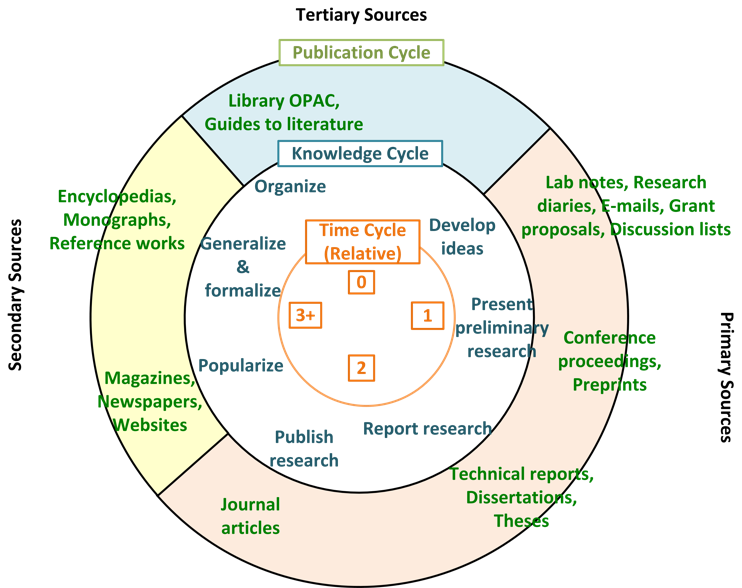 Tertiary Sources
Publication Cycle
Library OPAC,
Guides to literature
Knowledge Cycle
Organize
Lab notes, Research
diaries, E-mails, Grant
proposals, Discussion lists
Encyclopedias,
Monographs,
Reference works
Develop
ideas
Time Cycle
(Relative)
Generalize
&
formalize
0
3+
1
2
Present
preliminary
research
Secondary Sources
Primary Sources
Conference
proceedings,
Preprints
Popularize
Magazines,
Newspapers,
Websites
Report research
Publish
research
Technical reports,
Dissertations,
Theses
Journal
articles